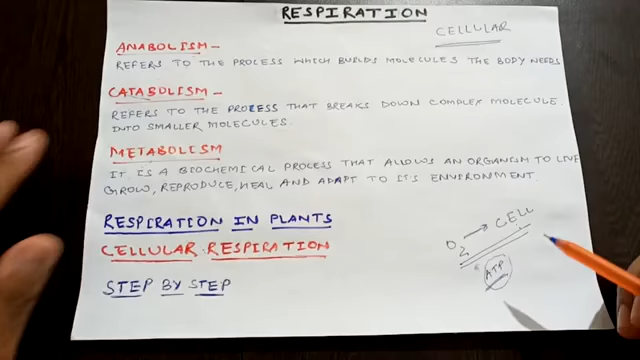 RESPIRATION
CELLULAR
ANABOLISM –
REFERS TO THE PROCESS WHICH BUILDS MOLECULES THE BODY NEEDS
CATABOLISM –
REFERS TO THE PROCESS THAT BREAKS DOWN COMPLEX MOLECULE.
INTO SMALLER MOLECULES.
METABOLISM
IT IS A BIOCHEMICAL PROCESS THAT ALLOWS AN ORGANISM TO LIVE
GROW, REPRODUCE, HEAL AND ADAPT TO ITS ENVIRONMENT.
RESPIRATION IN PLANTS
CELLULAR RESPIRATION
O2 → CELL
ATP
STEP BY STEP